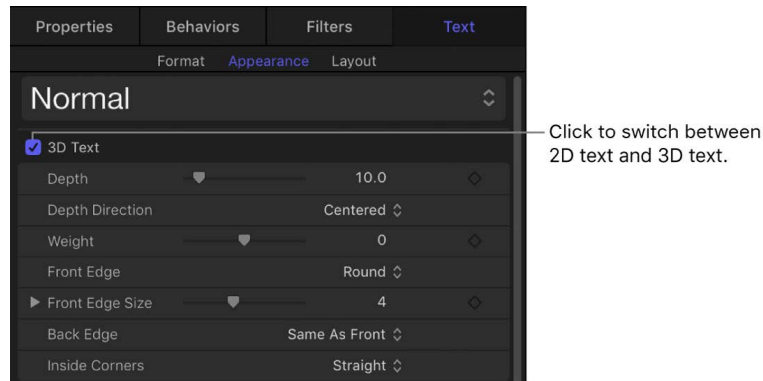 Properties Behaviors Filters Text
Format Appearance Layout
Normal
3D Text
Click to switch between
2D text and 3D text.
Depth 10.0
Depth Direction Centered
Weight 0
Front Edge Round
Front Edge Size 4
Back Edge Same As Front
Inside Corners Straight